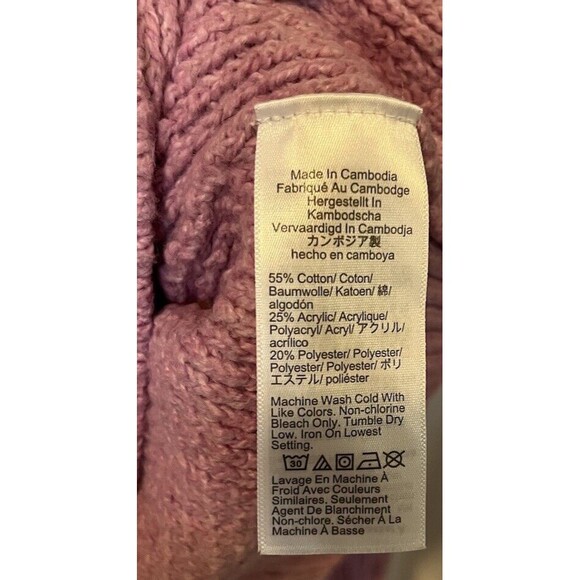 Made In Cambodia
Fabriqué Au Cambodge
Hergestellt In
Kambodscha
Vervaardigd In Cambodja
カンボジア製
hecho en camboya
55% Cotton/ Coton/
Baumwolle/ Katoen/ 綿/
algodón
25% Acrylic/ Acrylique/
Polyacryl/ Acryl/ アクリル/
acrílico
20% Polyester/ Polyester/
Polyester/ Polyester/ ポリ
エステル/ poliéster
Machine Wash Cold With
Like Colors. Non-chlorine
Bleach Only. Tumble Dry
Low. Iron On Lowest
Setting.
30
Lavage En Machine À
Froid Avec Couleurs
Similaires. Seulement
Agent De Blanchiment
Non-chlore. Sécher À La
Machine À Basse